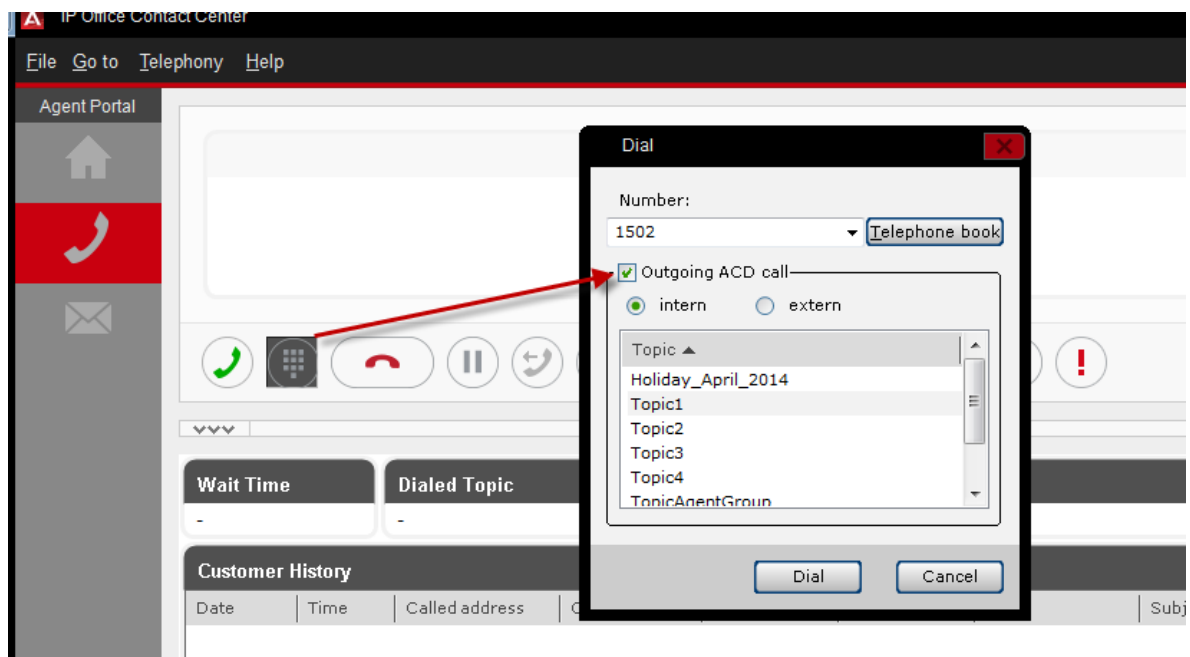 IP Office Contact Center
File Go to Telephony Help
Agent Portal
Dial
Number:
1502
Telephone book
Outgoing ACD call
intern extern
Topic
Holiday_April_2014
Topic1
Topic2
Topic3
Topic4
TopicAgentGroup
Dial Cancel
Wait Time Dialed Topic
- -
Customer History
Date Time Called address